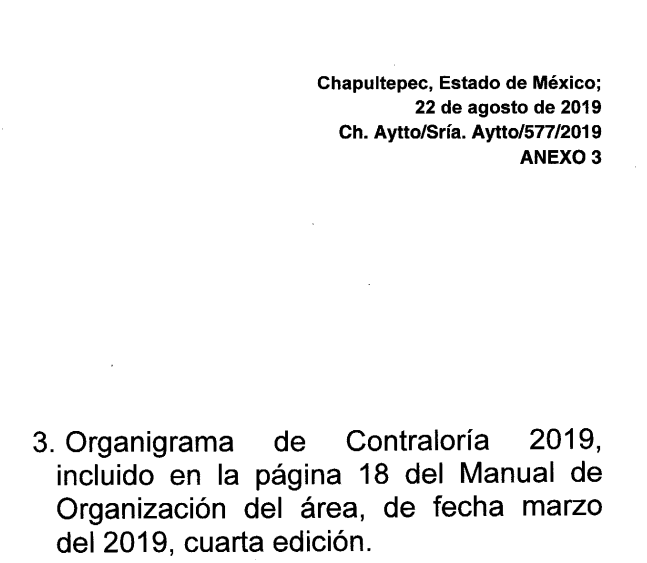 Chapultepec, Estado de México;
22 de agosto de 2019
Ch. Aytto/Sría. Aytto/577/2019
ANEXO 3
3. Organigrama de Contraloría 2019,
incluido en la página 18 del Manual de
Organización del área, de fecha marzo
del 2019, cuarta edición.